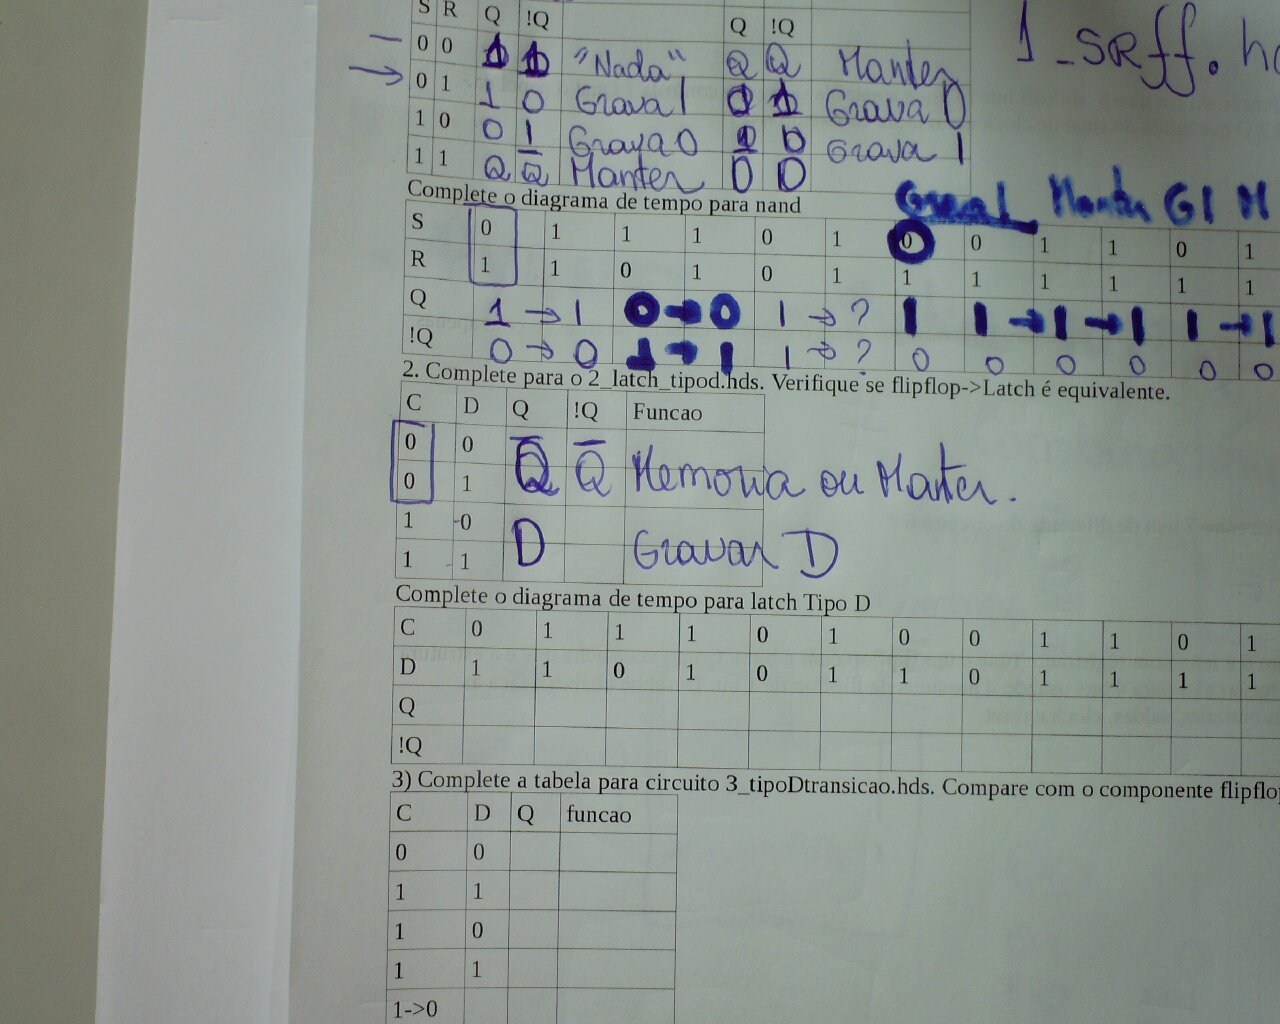 S R Q !Q Q !Q
0 0 1 1 "Nada" Q Q̅ Manter
0 1 1 0 Grava 1 0 1 Grava 0
1 0 0 1 Grava 0 1 0 Grava 1
1 1 Q Q̅ Manter 0 0
1_srff.h
Complete o diagrama de tempo para nand
Grava 1 Manter G1 M
S 0 1 1 1 0 1 0 0 1 1 0 1
R 1 1 0 1 0 1 1 1 1 1 1 1
Q 1 → 1 0 → 0 1 → ? 1 1 → 1 → 1 1 → 1
!Q 0 → 0 1 → 1 1 → ? 0 0 0 0 0 0
2. Complete para o 2_latch_tipod.hds. Verifique se flipflop->Latch é equivalente.
C D Q !Q Funcao
0 0
0 1 Q Q̅ Memoria ou Manter.
1 0
1 1 D Gravar D
Complete o diagrama de tempo para latch Tipo D
C 0 1 1 1 0 1 0 0 1 1 0 1
D 1 1 0 1 0 1 1 0 1 1 1 1
Q
!Q
3) Complete a tabela para circuito 3_tipoDtransicao.hds. Compare com o componente flipflo
C D Q funcao
0 0
1 1
1 0
1 1
1->0